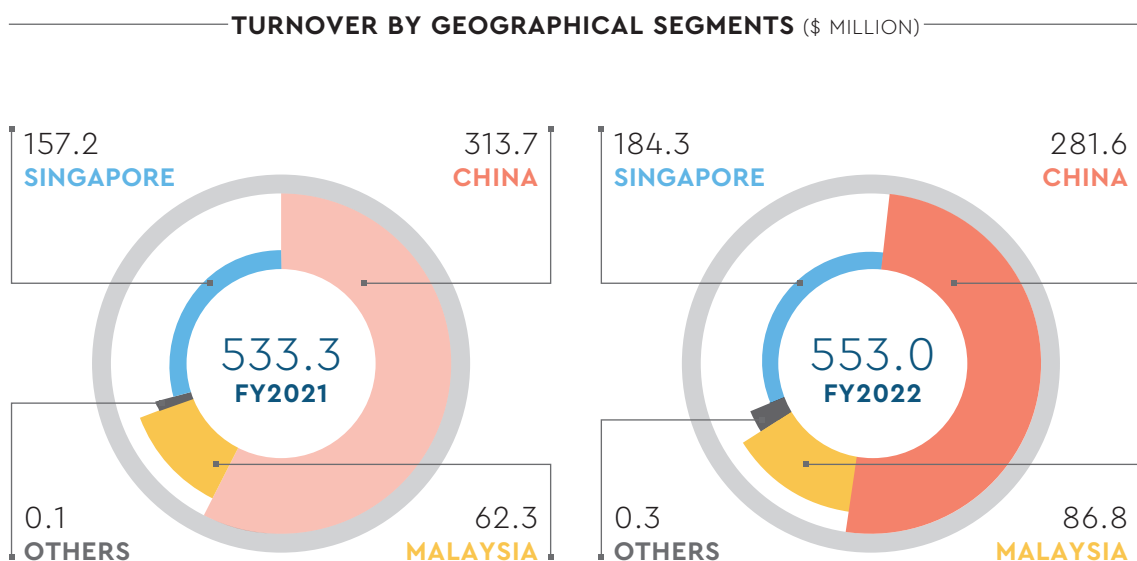 TURNOVER BY GEOGRAPHICAL SEGMENTS ($ MILLION)
157.2
SINGAPORE
313.7
CHINA
533.3
FY2021
0.1
OTHERS
62.3
MALAYSIA
184.3
SINGAPORE
281.6
CHINA
553.0
FY2022
0.3
OTHERS
86.8
MALAYSIA